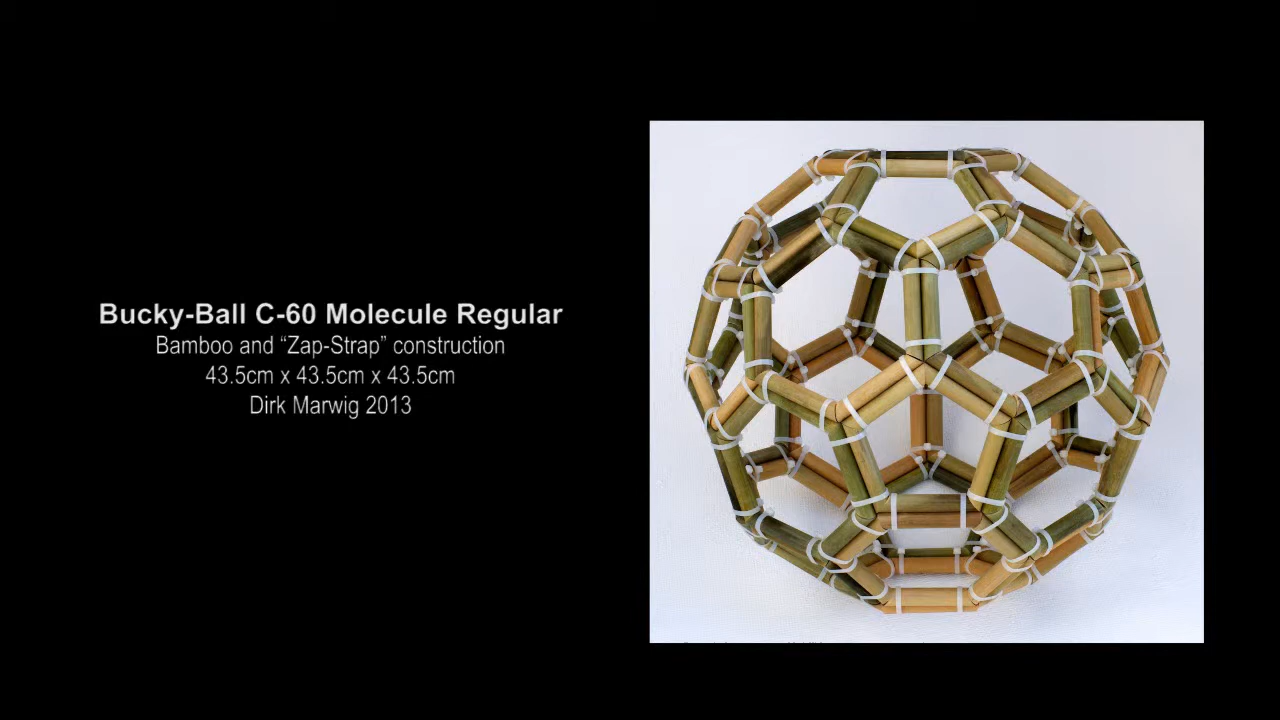 Bucky-Ball C-60 Molecule Regular
Bamboo and “Zap-Strap” construction
43.5cm x 43.5cm x 43.5cm
Dirk Marwig 2013